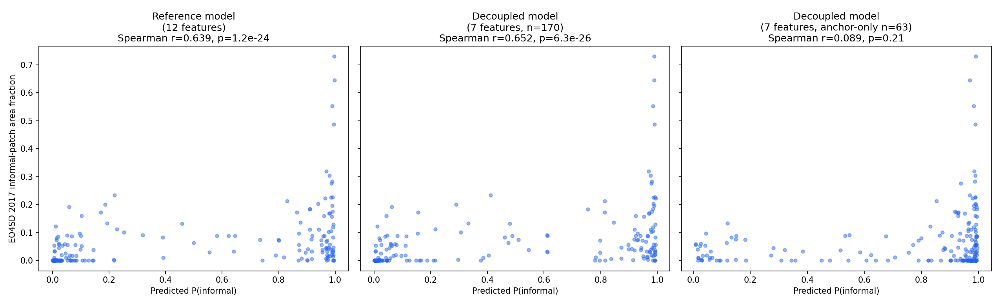 Reference model
(12 features)
Spearman r=0.639, p=1.2e-24
Decoupled model
(7 features, n=170)
Spearman r=0.652, p=6.3e-26
Decoupled model
(7 features, anchor-only n=63)
Spearman r=0.089, p=0.21
EO4SD 2017 informal-patch area fraction
0.7
0.6
0.5
0.4
0.3
0.2
0.1
0.0
0.0 0.2 0.4 0.6 0.8 1.0
Predicted P(informal)
0.0 0.2 0.4 0.6 0.8 1.0
Predicted P(informal)
0.0 0.2 0.4 0.6 0.8 1.0
Predicted P(informal)